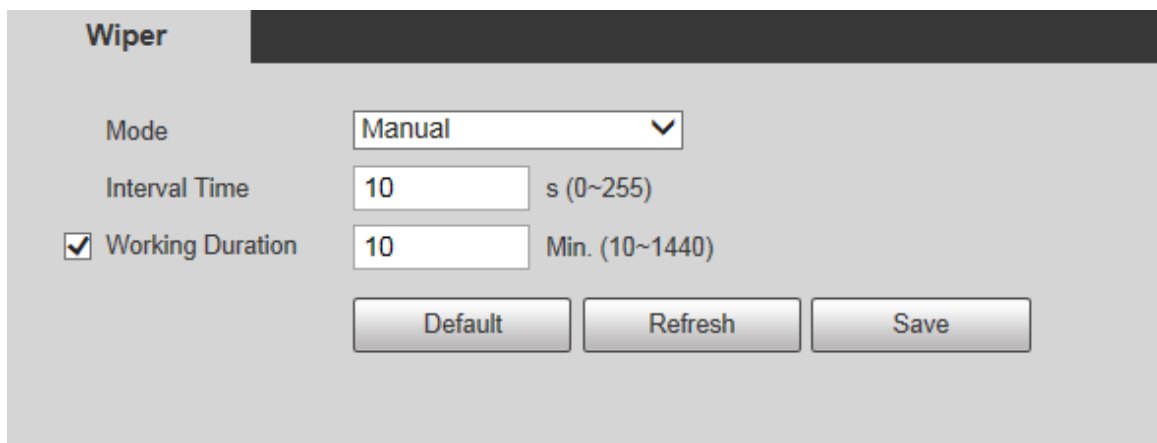 Wiper
Mode Manual
Interval Time 10 s (0~255)
Working Duration 10 Min. (10~1440)
Default Refresh Save